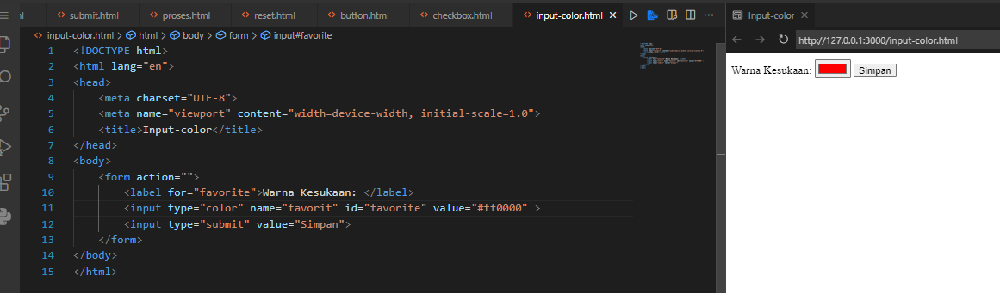 submit.html proses.html reset.html button.html checkbox.html input-color.html Input-color
input-color.html > html > body > form > input#favorite
http://127.0.0.1:3000/input-color.html
1 <!DOCTYPE html>
2 <html lang="en">
3 <head>
4 <meta charset="UTF-8">
5 <meta name="viewport" content="width=device-width, initial-scale=1.0">
6 <title>Input-color</title>
7 </head>
8 <body>
9 <form action="">
10 <label for="favorite">Warna Kesukaan: </label>
11 <input type="color" name="favorit" id="favorite" value="#ff0000" >
12 <input type="submit" value="Simpan">
13 </form>
14 </body>
15 </html>
Warna Kesukaan: Simpan